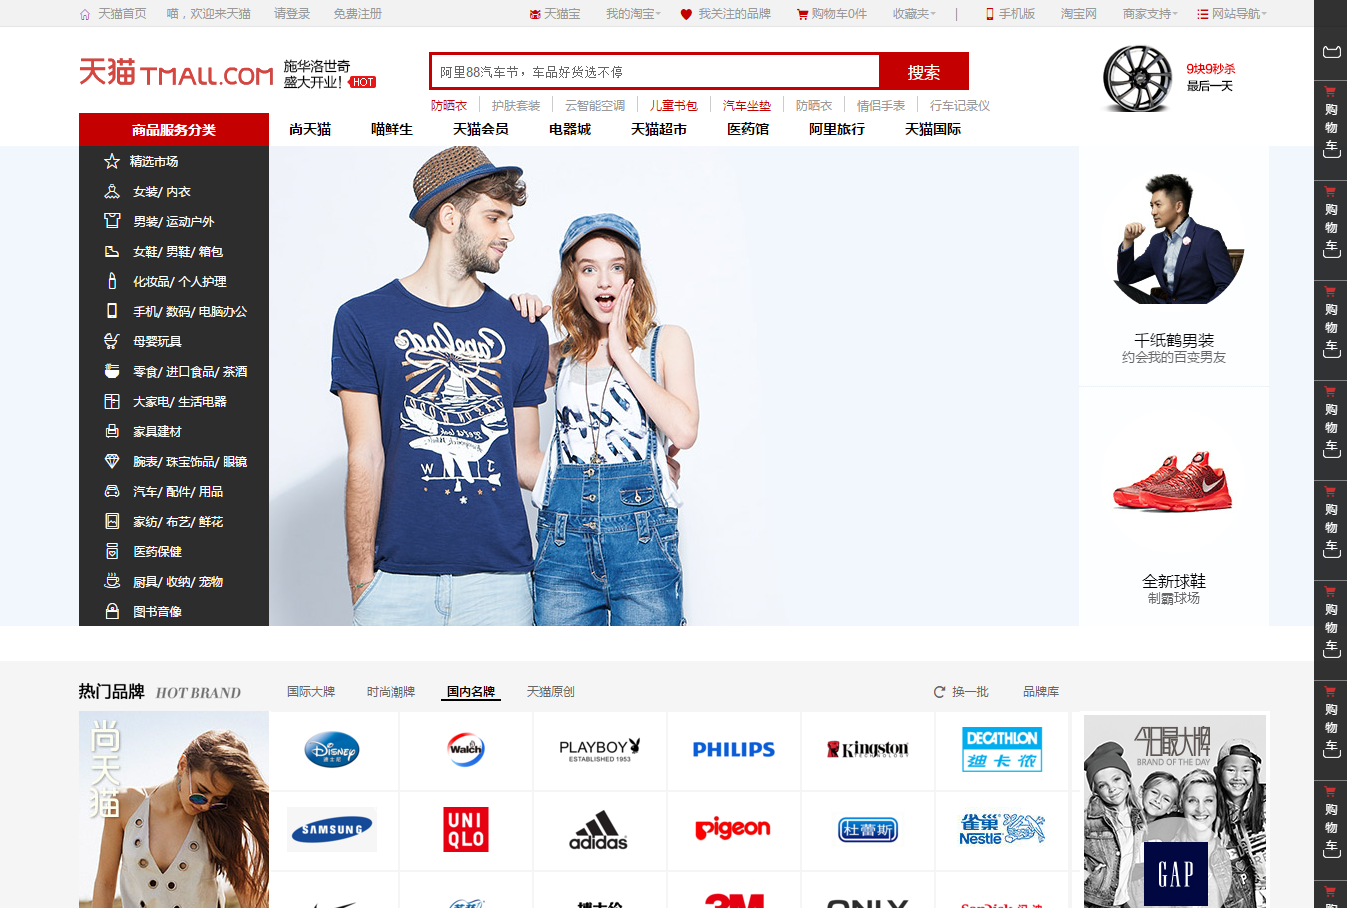 天猫首页 喵，欢迎来天猫 请登录 免费注册 天猫宝 我的淘宝 我关注的品牌 购物车0件 收藏夹 | 手机版 淘宝网 商家支持 网站导航
天猫 TMALL.COM
施华洛世奇
盛大开业! HOT
阿里88汽车节，车品好货选不停 搜索
9块9秒杀
最后一天
防晒衣 护肤套装 云智能空调 儿童书包 汽车坐垫 防晒衣 情侣手表 行车记录仪
商品服务分类 尚天猫 喵鲜生 天猫会员 电器城 天猫超市 医药馆 阿里旅行 天猫国际
精选市场
女装/ 内衣
男装/ 运动户外
女鞋/ 男鞋/ 箱包
化妆品/ 个人护理
手机/ 数码/ 电脑办公
母婴玩具
零食/ 进口食品/ 茶酒
大家电/ 生活电器
家具建材
腕表/ 珠宝饰品/ 眼镜
汽车/ 配件/ 用品
家纺/ 布艺/ 鲜花
医药保健
厨具/ 收纳/ 宠物
图书音像
千纸鹤男装
约会我的百变男友
全新球鞋
制霸球场
购物车
购物车
购物车
购物车
购物车
购物车
购物车
购物车
热门品牌 HOT BRAND 国际大牌 时尚潮牌 国内名牌 天猫原创 换一批 品牌库
尚天猫
Disney
迪士尼
Walch
PLAYBOY
ESTABLISHED 1953
PHILIPS
Kingston
TECHNOLOGY
DECATHLON
迪卡侬
今日最大牌
BRAND OF THE DAY
SAMSUNG
UNIQLO
adidas
pigeon
杜蕾斯
雀巢
Nestle
GAP
3M
ONLY